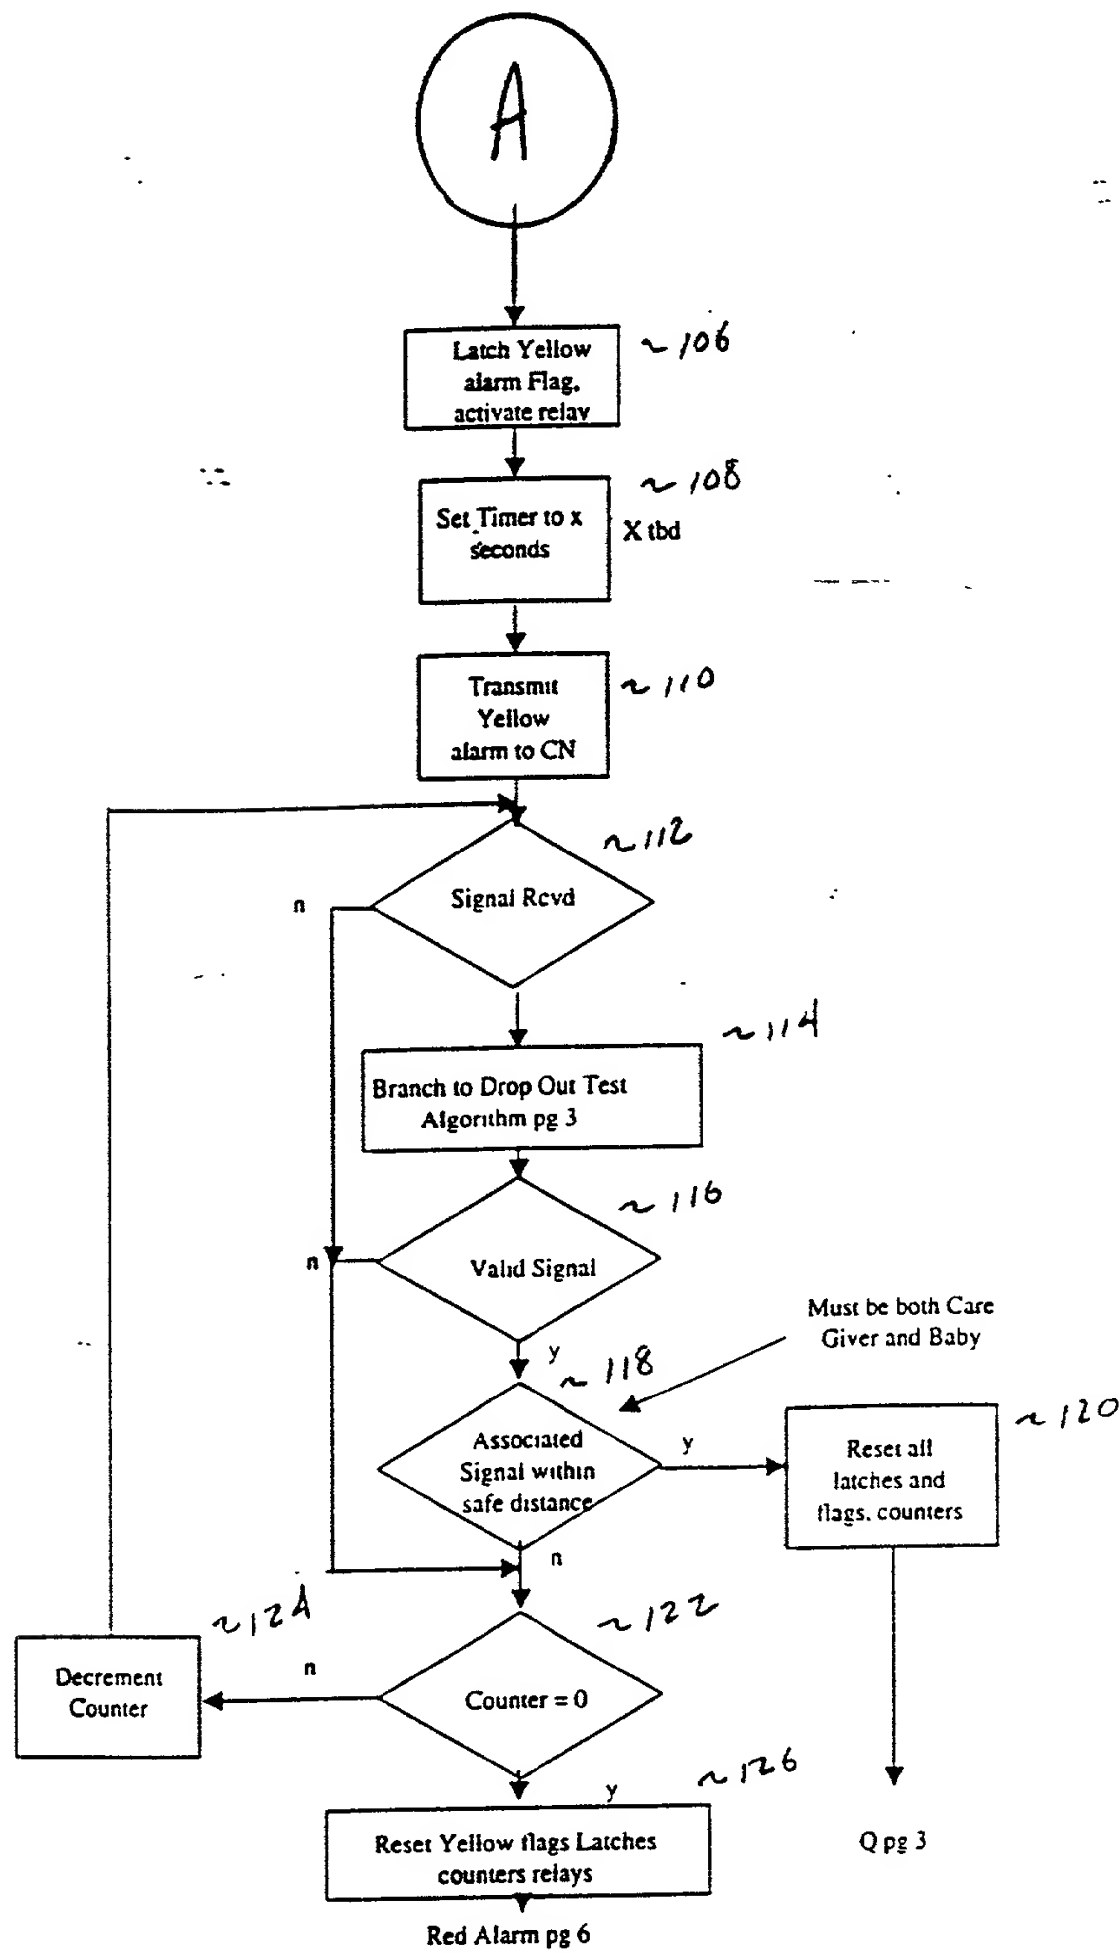 A
Latch Yellow
alarm Flag,
activate relay
~106
Set Timer to x
seconds
~108
X tbd
Transmit
Yellow
alarm to CN
~110
Signal Rcvd
~112
n
Branch to Drop Out Test
Algorithm pg 3
~114
Valid Signal
~116
n
y
Must be both Care
Giver and Baby
Associated
Signal within
safe distance
~118
y
n
Reset all
latches and
flags, counters
~120
Counter = 0
~122
n
y
Decrement
Counter
~124
Reset Yellow flags Latches
counters relays
~126
Q pg 3
Red Alarm pg 6